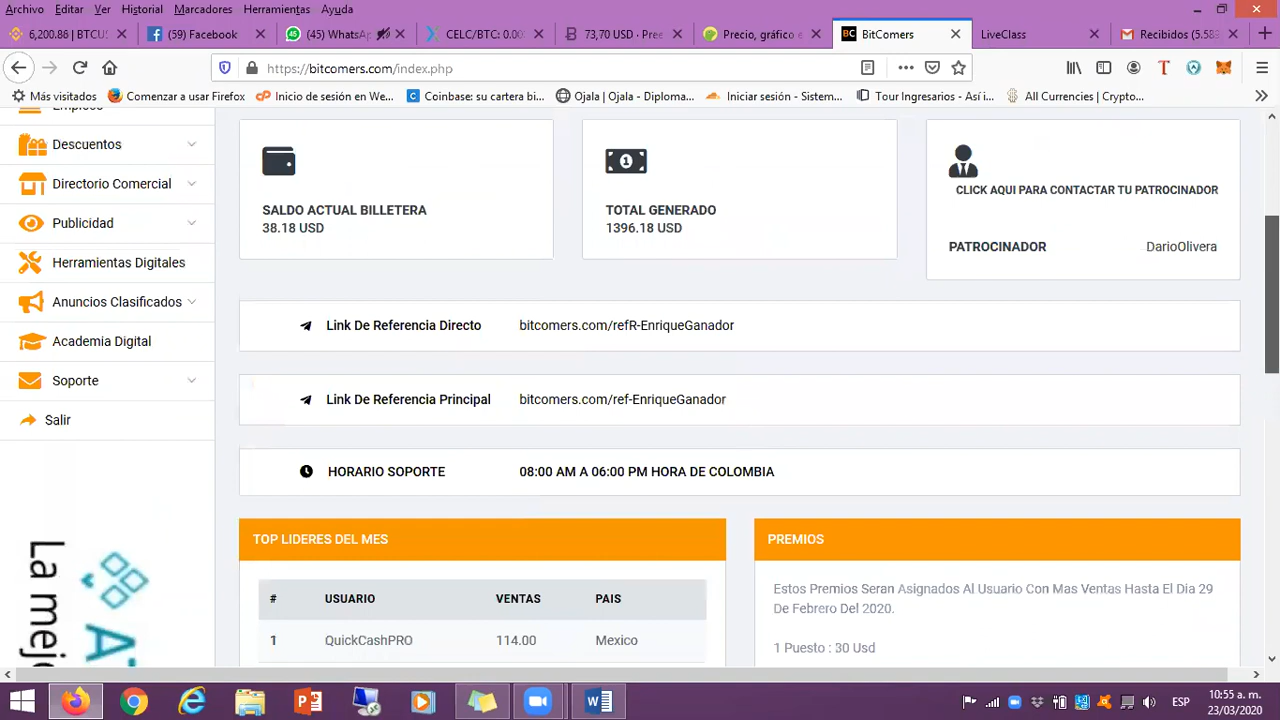 Archivo Editar Ver Historial Marcadores Herramientas Ayuda
6,200.86 | BTCUS (59) Facebook (45) WhatsA CELC/BTC: 0.00 73,70 USD - Pree Precio, gráfico e BitComers LiveClass Recibidos (5.583
https://bitcomers.com/index.php
Más visitados Comenzar a usar Firefox Inicio de sesión en We... Coinbase: su cartera bi... Ojala | Ojala - Diploma... Iniciar sesión - Sistem... Tour Ingresarios - Así i... All Currencies | Crypto...
Empleos
Descuentos
Directorio Comercial
Publicidad
Herramientas Digitales
Anuncios Clasificados
Academia Digital
Soporte
Salir
La mejo
SALDO ACTUAL BILLETERA
38.18 USD
TOTAL GENERADO
1396.18 USD
CLICK AQUI PARA CONTACTAR TU PATROCINADOR
PATROCINADOR DarioOlivera
Link De Referencia Directo bitcomers.com/refR-EnriqueGanador
Link De Referencia Principal bitcomers.com/ref-EnriqueGanador
HORARIO SOPORTE 08:00 AM A 06:00 PM HORA DE COLOMBIA
TOP LIDERES DEL MES
# USUARIO VENTAS PAIS
1 QuickCashPRO 114.00 Mexico
PREMIOS
Estos Premios Seran Asignados Al Usuario Con Mas Ventas Hasta El Dia 29
De Febrero Del 2020.
1 Puesto : 30 Usd
ESP
10:55 a. m.
23/03/2020